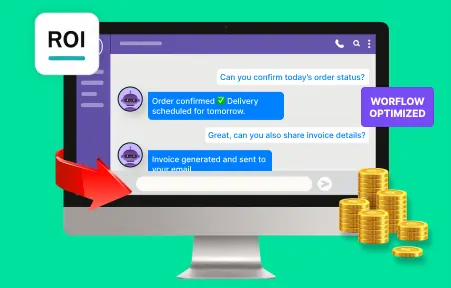 ROI
Can you confirm today's order status?
Order confirmed ✅ Delivery
scheduled for tomorrow.
WORFLOW
OPTIMIZED
Great, can you also share invoice details?
Invoice generated and sent to
your email